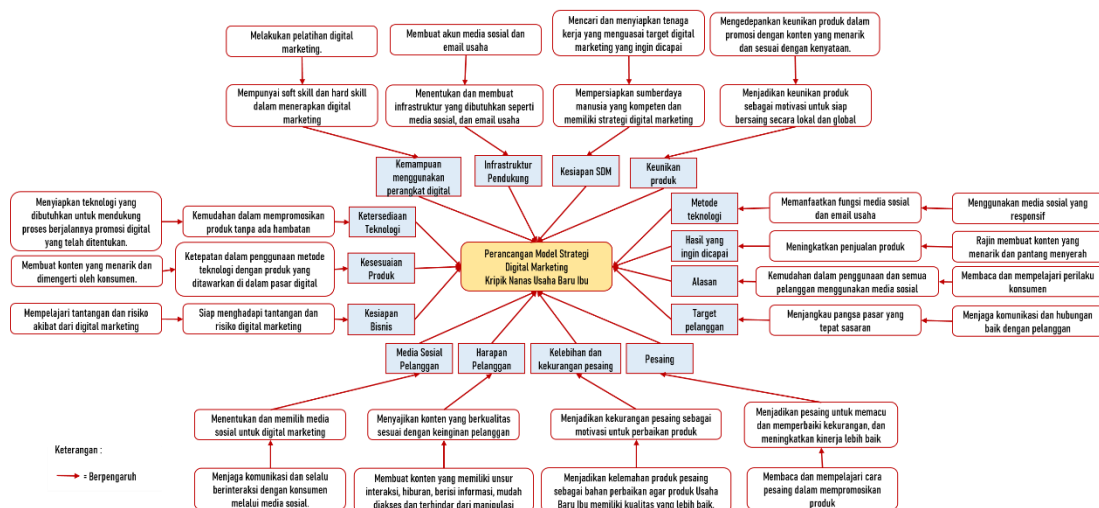 Melakukan pelatihan digital
marketing.
Membuat akun media sosial dan
email usaha
Mencari dan menyiapkan tenaga
kerja yang menguasai target digital
marketing yang ingin dicapai
Mengedepankan keunikan produk dalam
promosi dengan konten yang menarik
dan sesuai dengan kenyataan.
Mempunyai soft skill dan hard skill
dalam menerapkan digital
marketing
Menentukan dan membuat
infrastruktur yang dibutuhkan seperti
media sosial, dan email usaha
Mempersiapkan sumberdaya
manusia yang kompeten dan
memiliki strategi digital marketing
Menjadikan keunikan produk
sebagai motivasi untuk siap
bersaing secara lokal dan global
Kemampuan
menggunakan
perangkat digital
Infrastruktur
Pendukung
Kesiapan SDM
Keunikan
produk
Menyiapkan teknologi yang
dibutuhkan untuk mendukung
proses berjalannya promosi digital
yang telah ditentukan.
Kemudahan dalam mempromosikan
produk tanpa ada hambatan
Ketersediaan
Teknologi
Membuat konten yang menarik dan
dimengerti oleh konsumen.
Ketepatan dalam penggunaan metode
teknologi dengan produk yang
ditawarkan di dalam pasar digital
Kesesuaian
Produk
Mempelajari tantangan dan risiko
akibat dari digital marketing
Siap menghadapi tantangan dan
risiko digital marketing
Kesiapan
Bisnis
Perancangan Model Strategi
Digital Marketing
Kripik Nanas Usaha Baru Ibu
Metode
teknologi
Memanfaatkan fungsi media sosial
dan email usaha
Menggunakan media sosial yang
responsif
Hasil yang
ingin dicapai
Meningkatkan penjualan produk
Rajin membuat konten yang
menarik dan pantang menyerah
Alasan
Kemudahan dalam penggunaan dan semua
pelanggan menggunakan media sosial
Membaca dan mempelajari perilaku
konsumen
Target
pelanggan
Menjangkau pangsa pasar yang
tepat sasaran
Menjaga komunikasi dan hubungan
baik dengan pelanggan
Media Sosial
Pelanggan
Harapan
Pelanggan
Kelebihan dan
kekurangan pesaing
Pesaing
Menentukan dan memilih media
sosial untuk digital marketing
Menyajikan konten yang berkualitas
sesuai dengan keinginan pelanggan
Menjadikan kekurangan pesaing sebagai
motivasi untuk perbaikan produk
Menjadikan pesaing untuk memacu
dan memperbaiki kekurangan, dan
meningkatkan kinerja lebih baik
Menjaga komunikasi dan selalu
berinteraksi dengan konsumen
melalui media sosial.
Membuat konten yang memiliki unsur
interaksi, hiburan, berisi informasi, mudah
diakses dan terhindar dari manipulasi
Menjadikan kelemahan produk pesaing
sebagai bahan perbaikan agar produk Usaha
Baru Ibu memiliki kualitas yang lebih baik.
Membaca dan mempelajari cara
pesaing dalam mempromosikan
produk
Keterangan :
= Berpengaruh